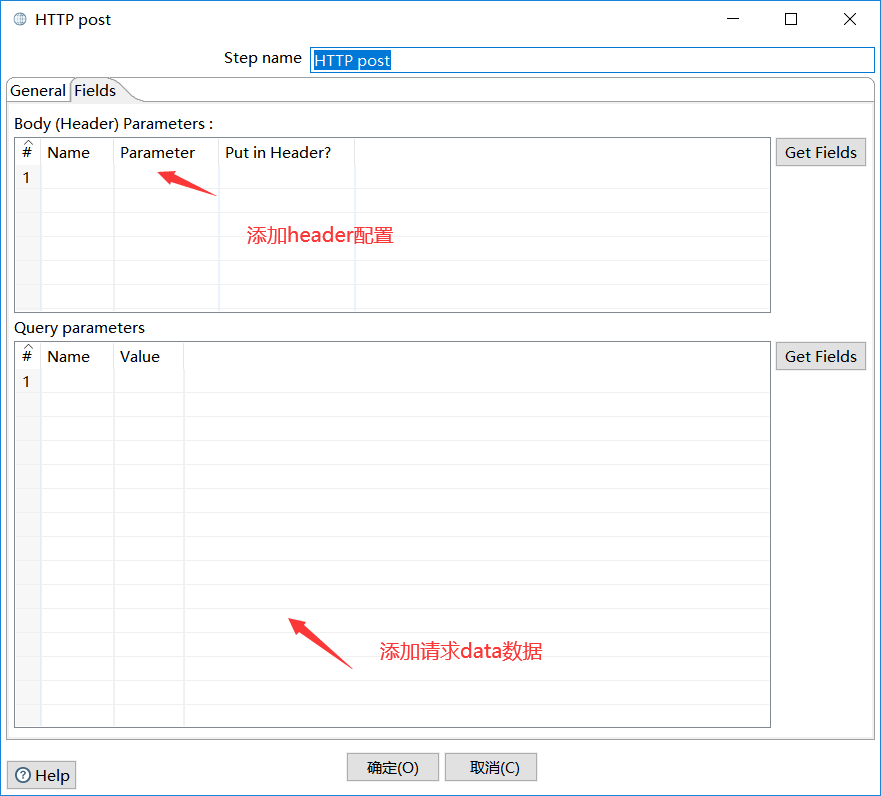 HTTP post
Step name HTTP post
General Fields
Body (Header) Parameters :
# Name Parameter Put in Header? Get Fields
1
添加header配置
Query parameters
# Name Value Get Fields
1
添加请求data数据
确定(O) 取消(C)
Help